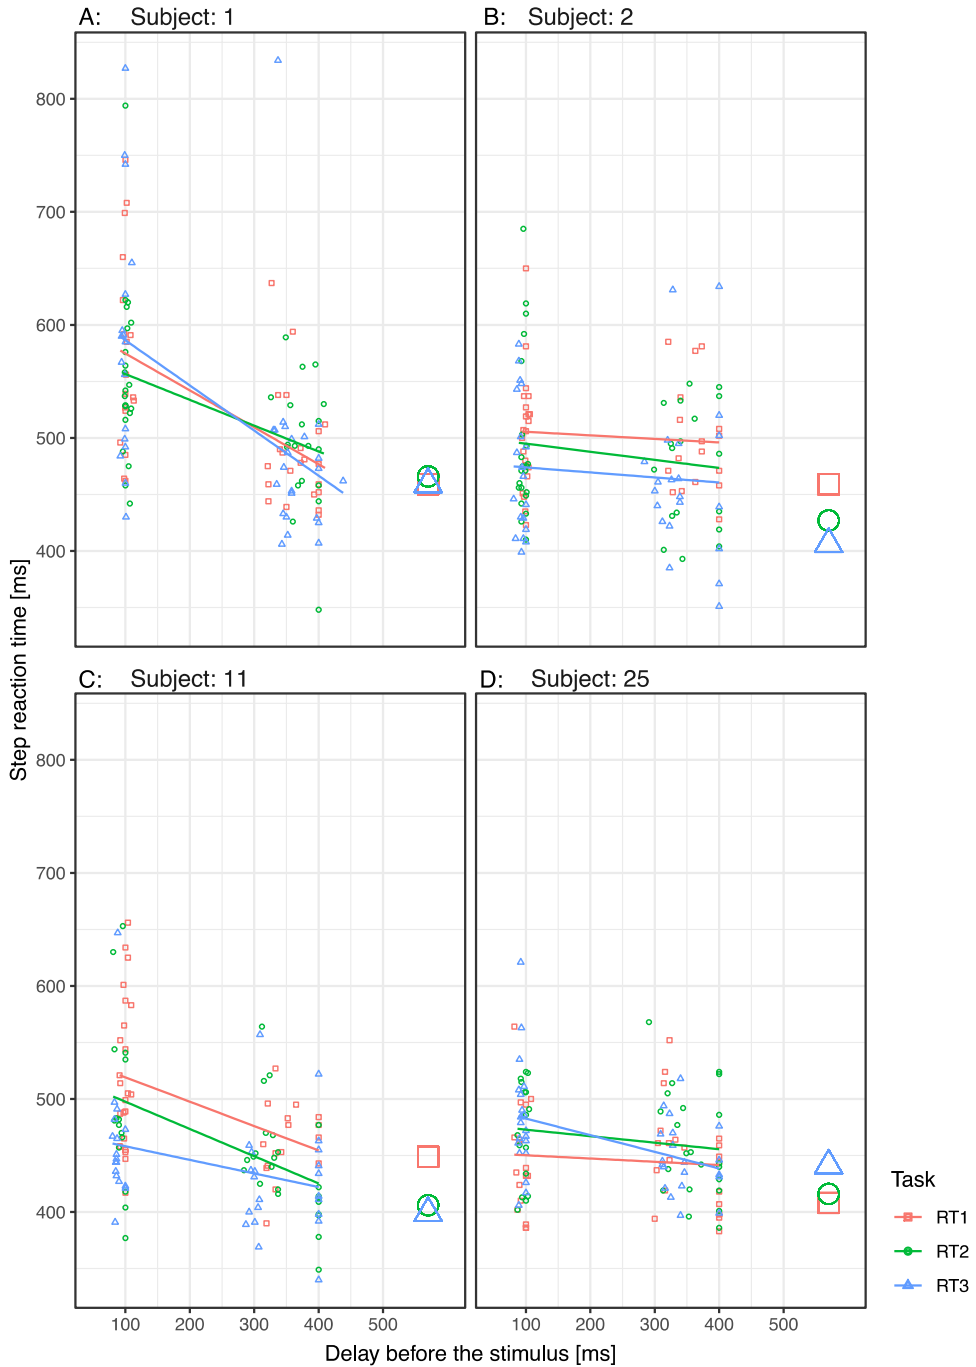 A: Subject: 1
B: Subject: 2
800
700
600
500
400
Step reaction time [ms]
C: Subject: 11
D: Subject: 25
800
700
600
500
400
100 200 300 400 500
100 200 300 400 500
Delay before the stimulus [ms]
Task
RT1
RT2
RT3